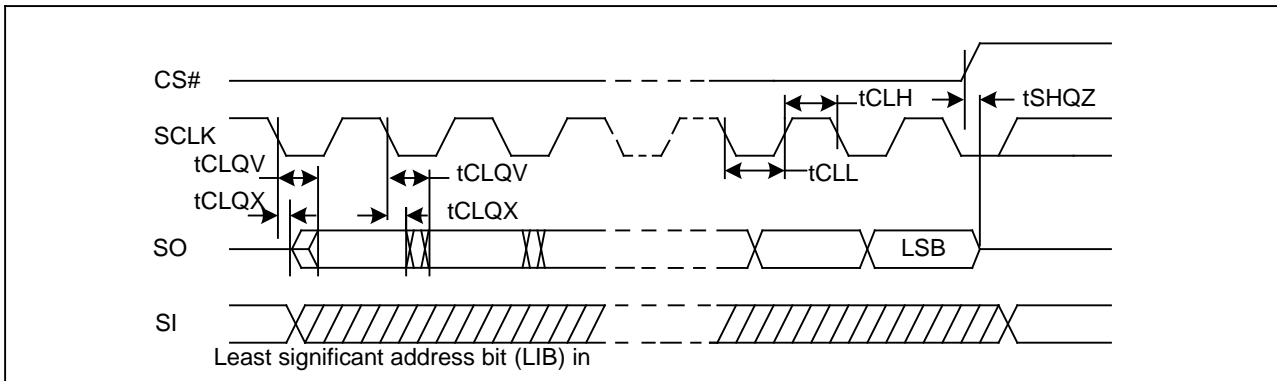 CS#
tCLH
tSHQZ
SCLK
tCLQV
tCLQV
tCLL
tCLQX
tCLQX
SO
LSB
SI
Least significant address bit (LIB) in